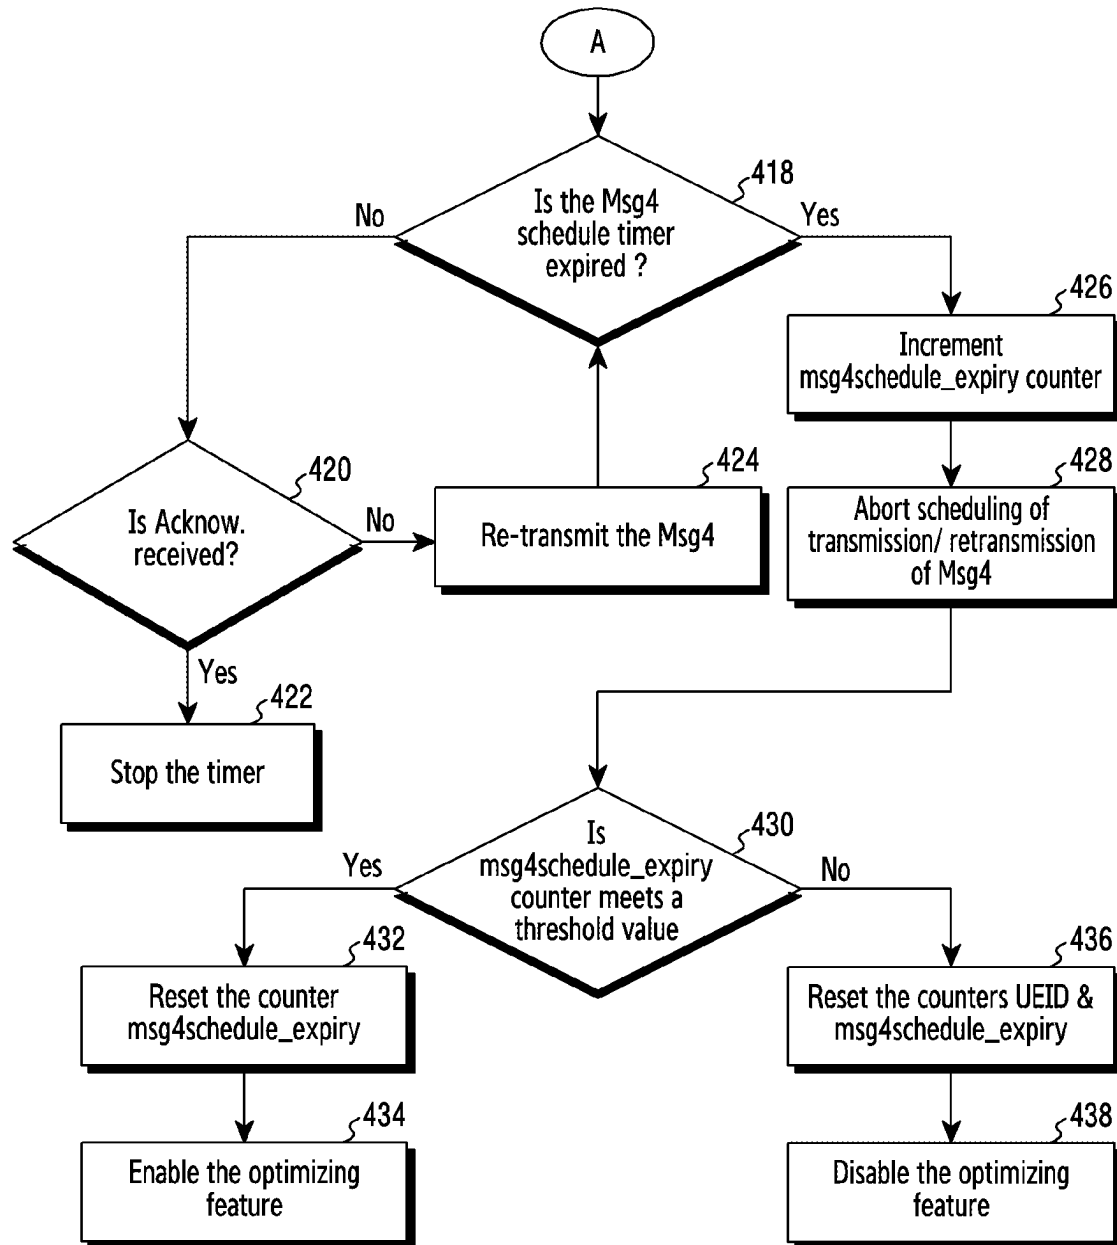 A
418
Is the Msg4
schedule timer
expired ?
No
Yes
426
Increment
msg4schedule_expiry counter
420
Is Acknow.
received?
No
424
Re-transmit the Msg4
428
Abort scheduling of
transmission/ retransmission
of Msg4
Yes
422
Stop the timer
430
Is
msg4schedule_expiry
counter meets a
threshold value
Yes
No
432
Reset the counter
msg4schedule_expiry
436
Reset the counters UEID &
msg4schedule_expiry
434
Enable the optimizing
feature
438
Disable the optimizing
feature